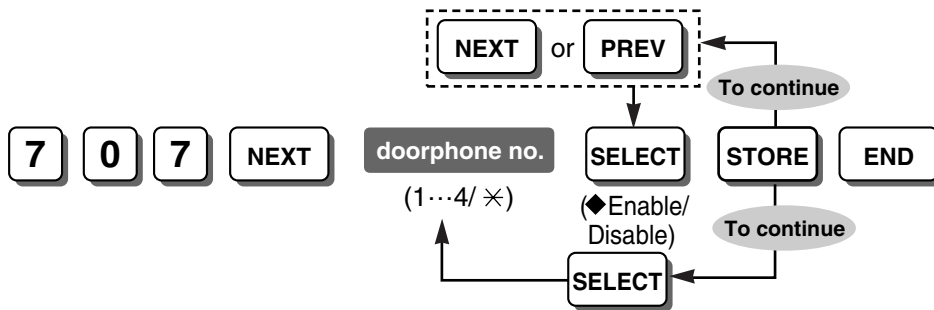 NEXT or PREV
To continue
7 0 7 NEXT doorphone no. SELECT STORE END
(1···4/ ✳) (◆Enable/
Disable)
To continue
SELECT